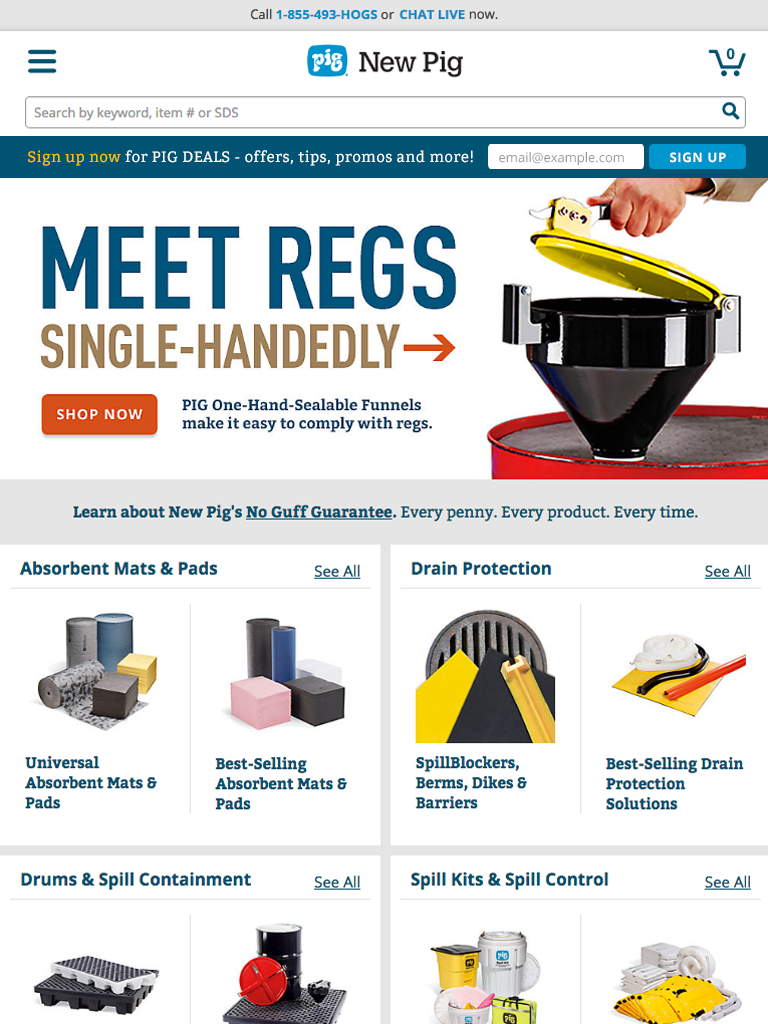 Call 1-855-493-HOGS or CHAT LIVE now.
pig New Pig
0
Search by keyword, item # or SDS
Sign up now for PIG DEALS - offers, tips, promos and more!
email@example.com
SIGN UP
MEET REGS
SINGLE-HANDEDLY
SHOP NOW
PIG One-Hand-Sealable Funnels
make it easy to comply with regs.
Learn about New Pig's No Guff Guarantee. Every penny. Every product. Every time.
Absorbent Mats & Pads
See All
Universal
Absorbent Mats &
Pads
Best-Selling
Absorbent Mats &
Pads
Drain Protection
See All
SpillBlockers,
Berms, Dikes &
Barriers
Best-Selling Drain
Protection
Solutions
Drums & Spill Containment
See All
Spill Kits & Spill Control
See All
pig
pig